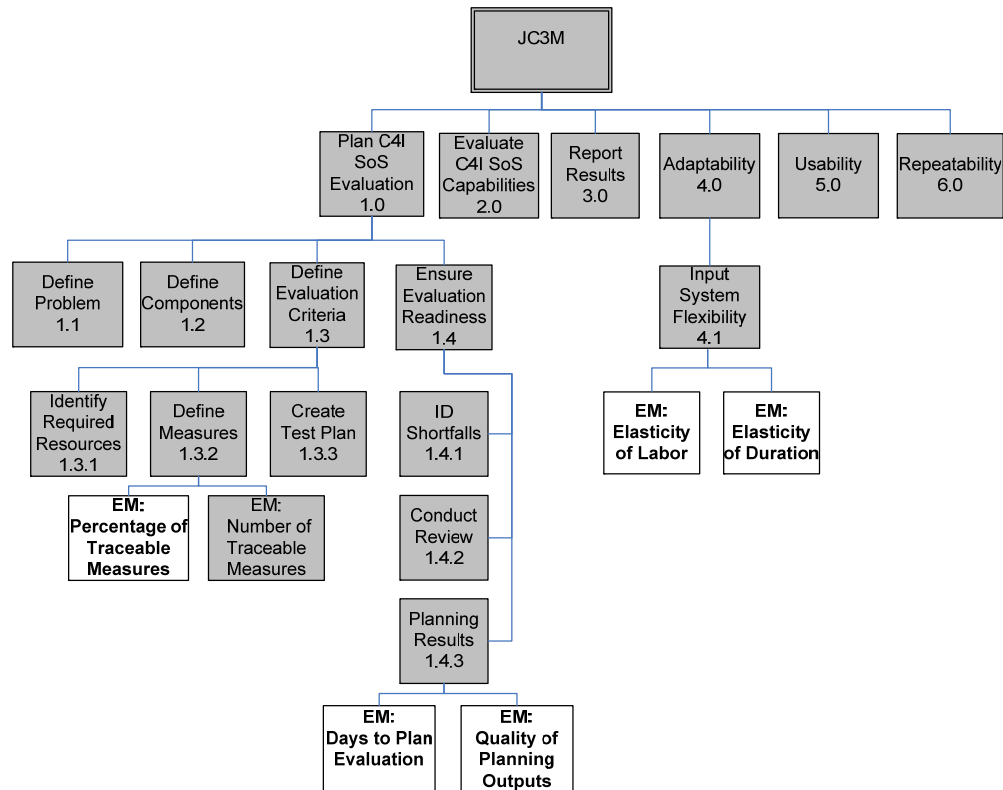 JC3M
Plan C4I
SoS
Evaluation
1.0
Evaluate
C4I SoS
Capabilities
2.0
Report
Results
3.0
Adaptability
4.0
Usability
5.0
Repeatability
6.0
Define
Problem
1.1
Define
Components
1.2
Define
Evaluation
Criteria
1.3
Ensure
Evaluation
Readiness
1.4
Input
System
Flexibility
4.1
Identify
Required
Resources
1.3.1
Define
Measures
1.3.2
Create
Test Plan
1.3.3
ID
Shortfalls
1.4.1
EM:
Elasticity
of Labor
EM:
Elasticity
of Duration
EM:
Percentage of
Traceable
Measures
EM:
Number of
Traceable
Measures
Conduct
Review
1.4.2
Planning
Results
1.4.3
EM:
Days to Plan
Evaluation
EM:
Quality of
Planning
Outputs